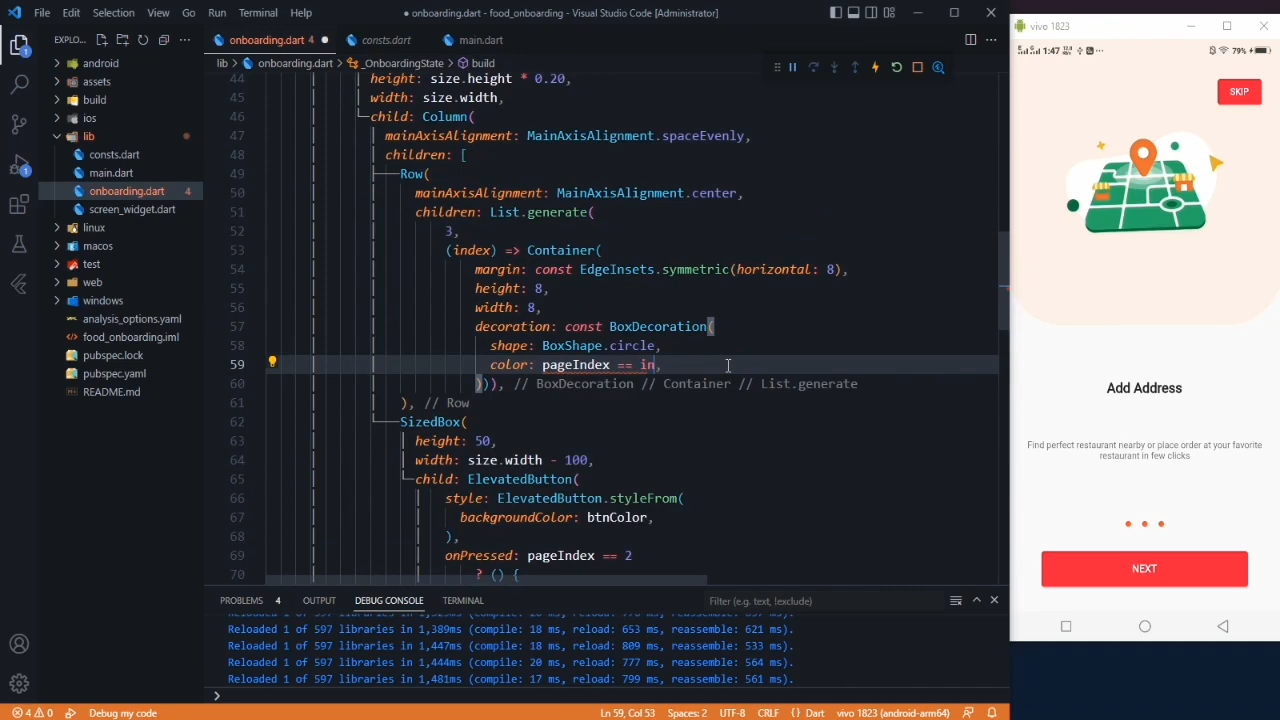 File Edit Selection View Go Run Terminal Help
● onboarding.dart - food_onboarding - Visual Studio Code [Administrator]
vivo 1823
EXPLO...
onboarding.dart 4 ●
consts.dart
main.dart
lib > onboarding.dart > _OnboardingState > build
android
assets
build
ios
lib
consts.dart
main.dart
onboarding.dart 4
screen_widget.dart
linux
macos
test
web
windows
analysis_options.yaml
food_onboarding.iml
pubspec.lock
pubspec.yaml
README.md
44 height: size.height * 0.20,
45 width: size.width,
46 child: Column(
47 mainAxisAlignment: MainAxisAlignment.spaceEvenly,
48 children: [
49 Row(
50 mainAxisAlignment: MainAxisAlignment.center,
51 children: List.generate(
52 3,
53 (index) => Container(
54 margin: const EdgeInsets.symmetric(horizontal: 8),
55 height: 8,
56 width: 8,
57 decoration: const BoxDecoration(
58 shape: BoxShape.circle,
59 color: pageIndex == in,
60 ))), // BoxDecoration // Container // List.generate
61 ), // Row
62 SizedBox(
63 height: 50,
64 width: size.width - 100,
65 child: ElevatedButton(
66 style: ElevatedButton.styleFrom(
67 backgroundColor: btnColor,
68 ),
69 onPressed: pageIndex == 2
70 ? () {
PROBLEMS 4 OUTPUT DEBUG CONSOLE TERMINAL
Filter (e.g. text, !exclude)
Reloaded 1 of 597 libraries in 1,389ms (compile: 18 ms, reload: 653 ms, reassemble: 621 ms).
Reloaded 1 of 597 libraries in 1,447ms (compile: 18 ms, reload: 809 ms, reassemble: 533 ms).
Reloaded 1 of 597 libraries in 1,444ms (compile: 20 ms, reload: 777 ms, reassemble: 564 ms).
Reloaded 1 of 597 libraries in 1,481ms (compile: 17 ms, reload: 799 ms, reassemble: 561 ms).
>
4 0 Debug my code
Ln 59, Col 53 Spaces: 2 UTF-8 CRLF {} Dart vivo 1823 (android-arm64)
1:47
79%
SKIP
Add Address
Find perfect restaurant nearby or place order at your favorite
restaurant in few clicks
NEXT